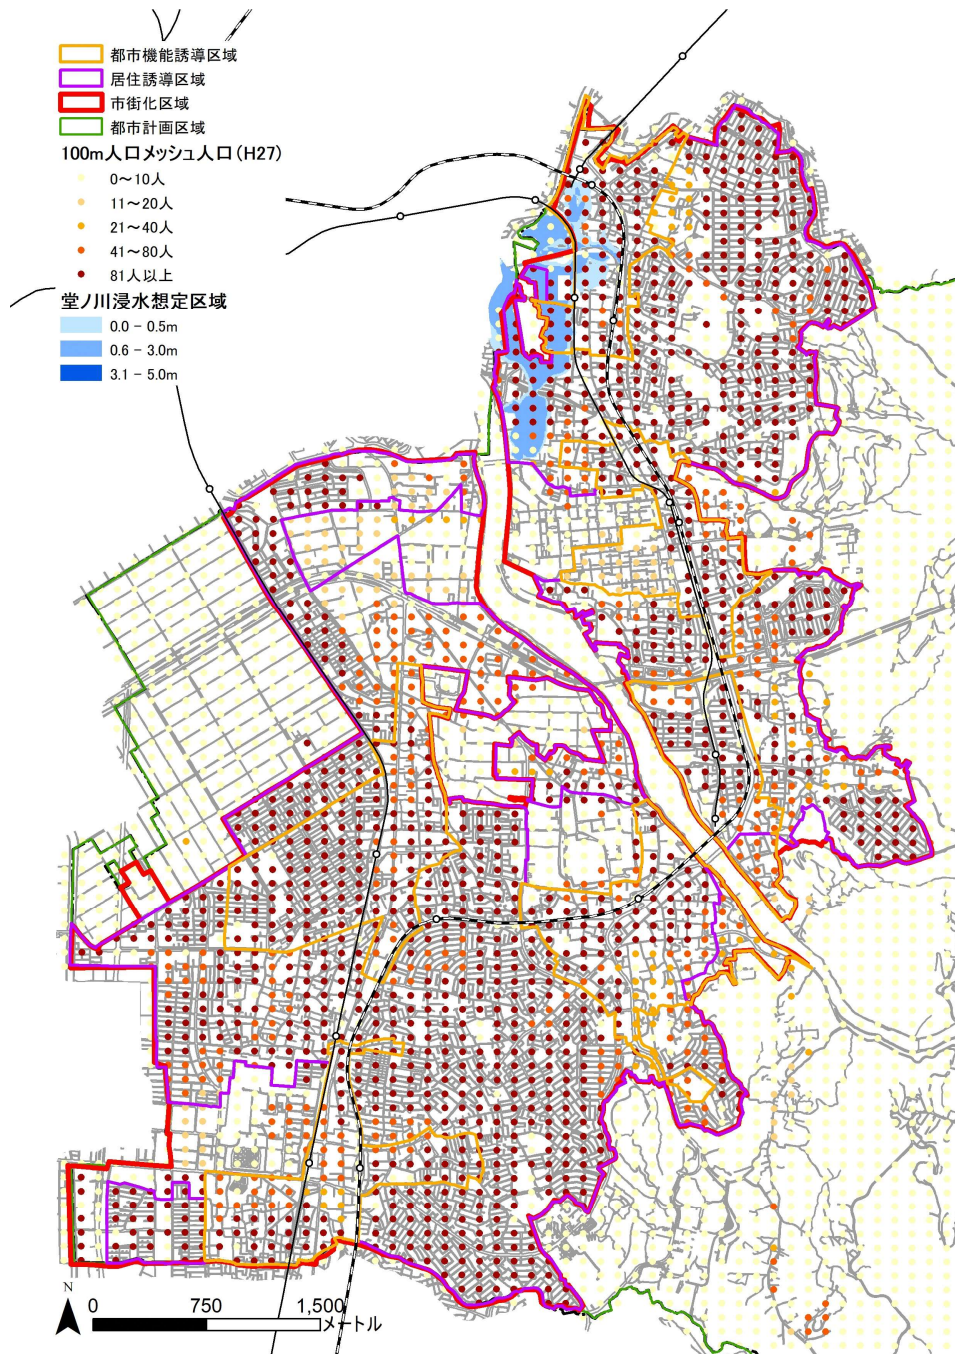 都市機能誘導区域
居住誘導区域
市街化区域
都市計画区域
100m人口メッシュ人口(H27)
0～10人
11～20人
21～40人
41～80人
81人以上
堂ノ川浸水想定区域
0.0 - 0.5m
0.6 - 3.0m
3.1 - 5.0m
N
0 750 1,500
メートル